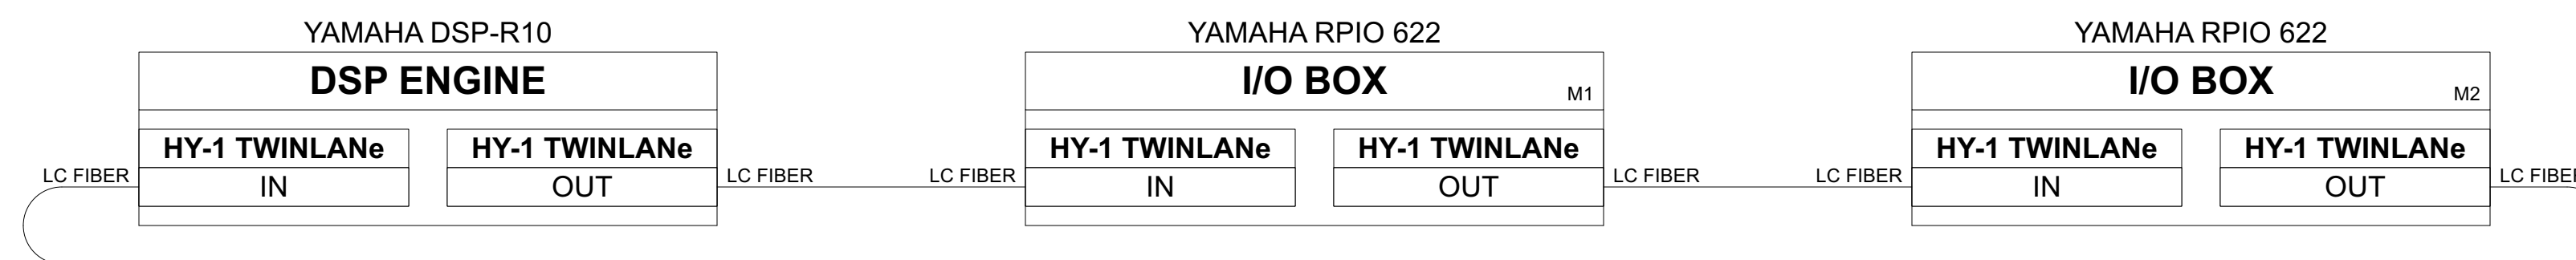 YAMAHA DSP-R10
DSP ENGINE
HY-1 TWINLANe
HY-1 TWINLANe
LC FIBER
IN
OUT
LC FIBER
YAMAHA RPIO 622
I/O BOX
M1
HY-1 TWINLANe
HY-1 TWINLANe
LC FIBER
IN
OUT
LC FIBER
YAMAHA RPIO 622
I/O BOX
M2
HY-1 TWINLANe
HY-1 TWINLANe
LC FIBER
IN
OUT
LC FIBER